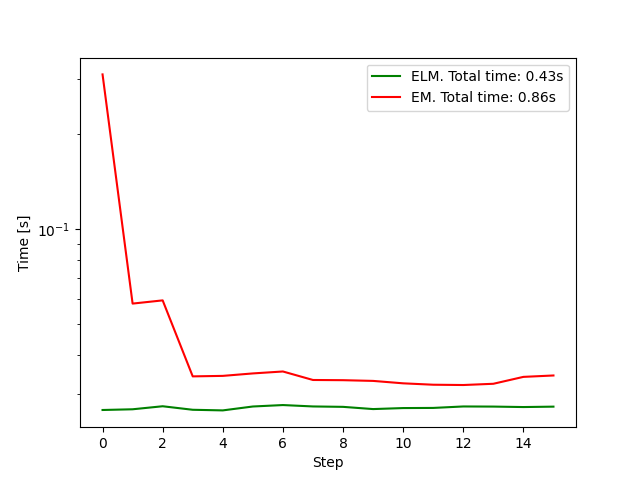 ELM. Total time: 0.43s
EM. Total time: 0.86s
10⁻¹
Time [s]
0 2 4 6 8 10 12 14
Step